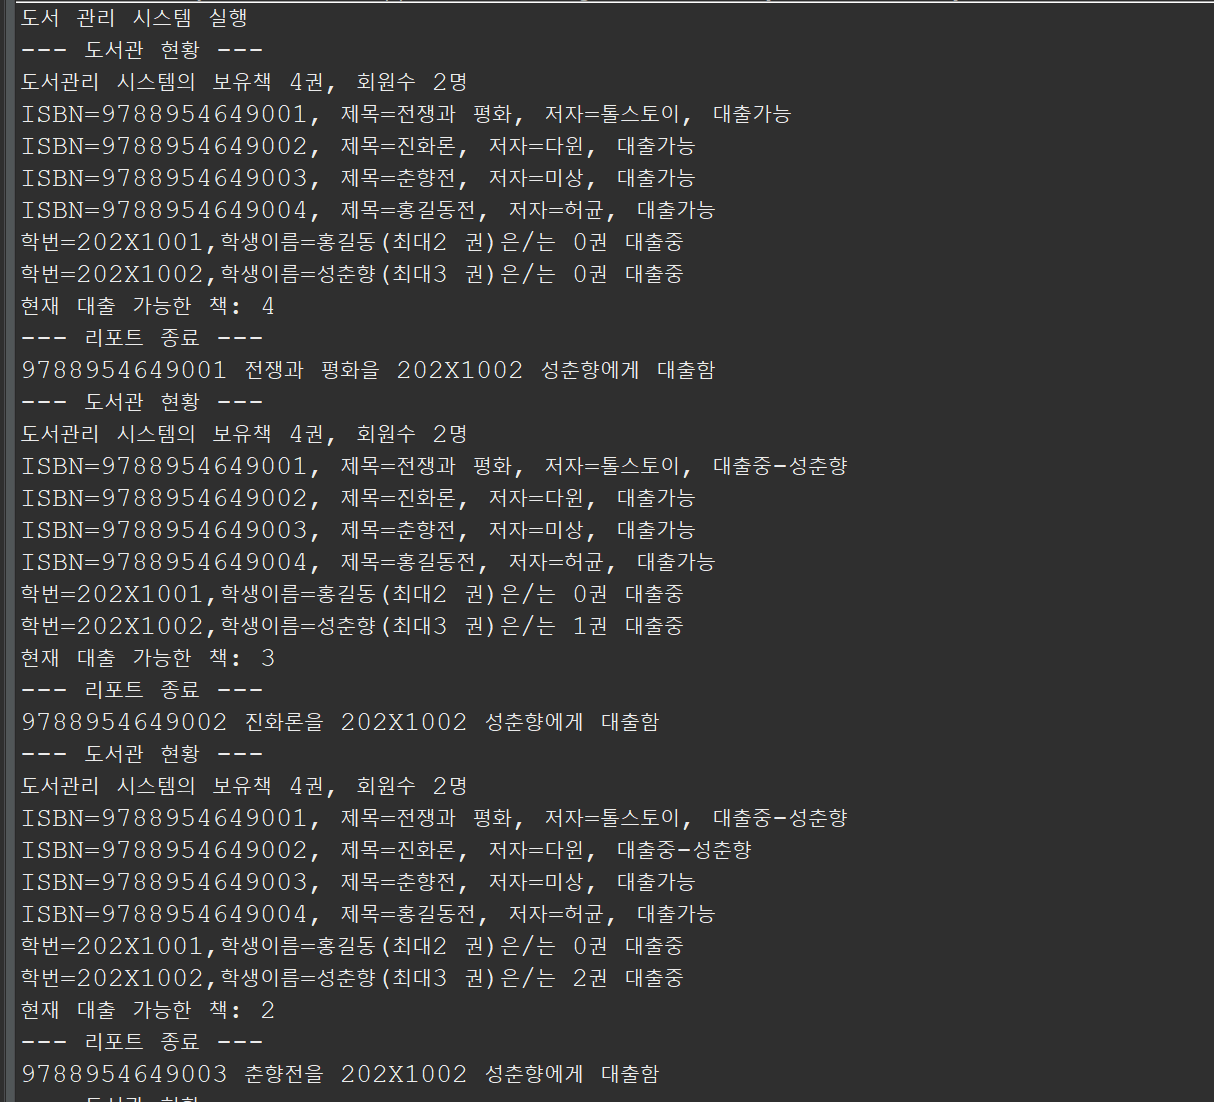 도서 관리 시스템 실행
--- 도서관 현황 ---
도서관리 시스템의 보유책 4권, 회원수 2명
ISBN=9788954649001, 제목=전쟁과 평화, 저자=톨스토이, 대출가능
ISBN=9788954649002, 제목=진화론, 저자=다윈, 대출가능
ISBN=9788954649003, 제목=춘향전, 저자=미상, 대출가능
ISBN=9788954649004, 제목=홍길동전, 저자=허균, 대출가능
학번=202X1001,학생이름=홍길동(최대2 권)은/는 0권 대출중
학번=202X1002,학생이름=성춘향(최대3 권)은/는 0권 대출중
현재 대출 가능한 책: 4
--- 리포트 종료 ---
9788954649001 전쟁과 평화을 202X1002 성춘향에게 대출함
--- 도서관 현황 ---
도서관리 시스템의 보유책 4권, 회원수 2명
ISBN=9788954649001, 제목=전쟁과 평화, 저자=톨스토이, 대출중-성춘향
ISBN=9788954649002, 제목=진화론, 저자=다윈, 대출가능
ISBN=9788954649003, 제목=춘향전, 저자=미상, 대출가능
ISBN=9788954649004, 제목=홍길동전, 저자=허균, 대출가능
학번=202X1001,학생이름=홍길동(최대2 권)은/는 0권 대출중
학번=202X1002,학생이름=성춘향(최대3 권)은/는 1권 대출중
현재 대출 가능한 책: 3
--- 리포트 종료 ---
9788954649002 진화론을 202X1002 성춘향에게 대출함
--- 도서관 현황 ---
도서관리 시스템의 보유책 4권, 회원수 2명
ISBN=9788954649001, 제목=전쟁과 평화, 저자=톨스토이, 대출중-성춘향
ISBN=9788954649002, 제목=진화론, 저자=다윈, 대출중-성춘향
ISBN=9788954649003, 제목=춘향전, 저자=미상, 대출가능
ISBN=9788954649004, 제목=홍길동전, 저자=허균, 대출가능
학번=202X1001,학생이름=홍길동(최대2 권)은/는 0권 대출중
학번=202X1002,학생이름=성춘향(최대3 권)은/는 2권 대출중
현재 대출 가능한 책: 2
--- 리포트 종료 ---
9788954649003 춘향전을 202X1002 성춘향에게 대출함